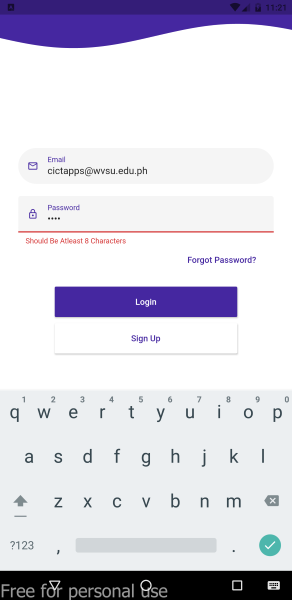 11:21
Email
cictapps@wvsu.edu.ph
Password
••••
Should Be Atleast 8 Characters
Forgot Password?
Login
Sign Up
1 2 3 4 5 6 7 8 9 0
q w e r t y u i o p
a s d f g h j k l
z x c v b n m
?123 , .
Free for personal use